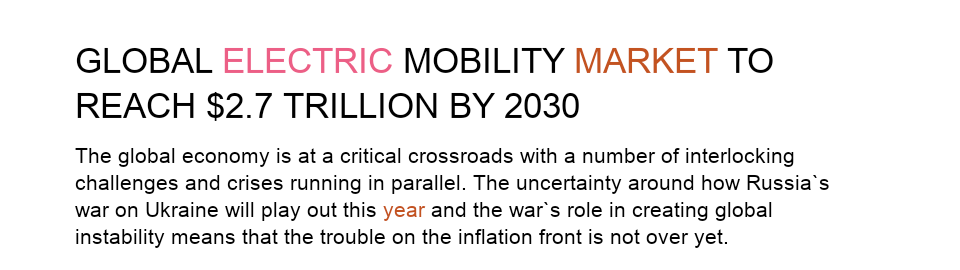 GLOBAL ELECTRIC MOBILITY MARKET TO
REACH $2.7 TRILLION BY 2030
The global economy is at a critical crossroads with a number of interlocking
challenges and crises running in parallel. The uncertainty around how Russia`s
war on Ukraine will play out this year and the war`s role in creating global
instability means that the trouble on the inflation front is not over yet.